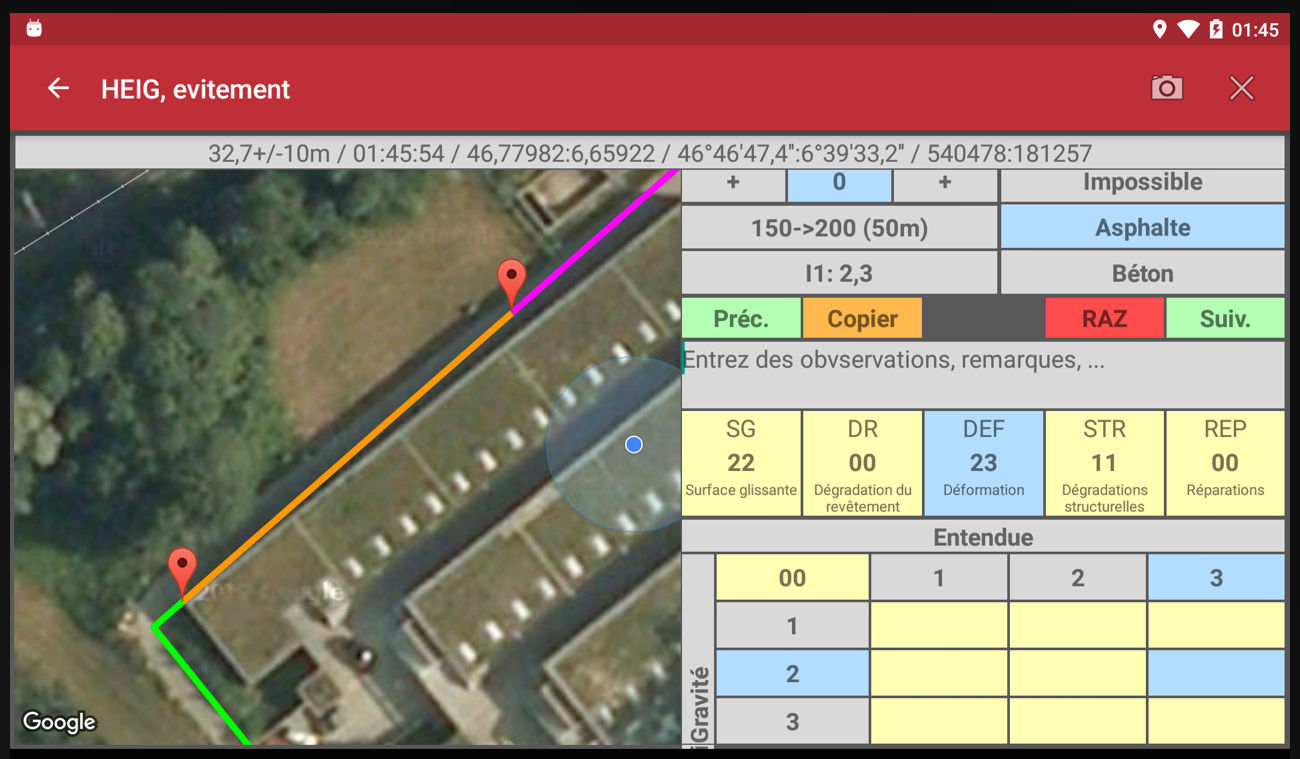 01:45
HEIG, evitement
32,7+/-10m / 01:45:54 / 46,77982:6,65922 / 46°46'47,4":6°39'33,2" / 540478:181257
+ 0 + Impossible
150->200 (50m) Asphalte
I1: 2,3 Béton
Préc. Copier RAZ Suiv.
Entrez des obvservations, remarques, ...
SG DR DEF STR REP
22 00 23 11 00
Surface glissante Dégradation du revêtement Déformation Dégradations structurelles Réparations
Entendue
00 1 2 3
1
2
3
iGravité
Google